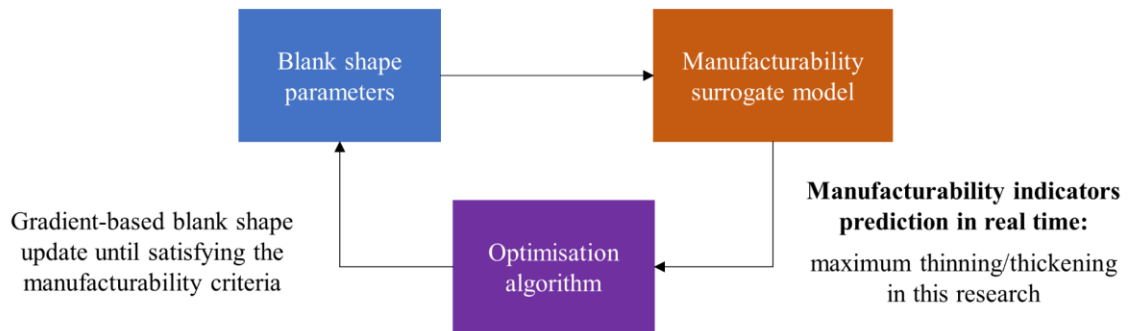 Blank shape
parameters
Manufacturability
surrogate model
Gradient-based blank shape
update until satisfying the
manufacturability criteria
Optimisation
algorithm
Manufacturability indicators
prediction in real time:
maximum thinning/thickening
in this research